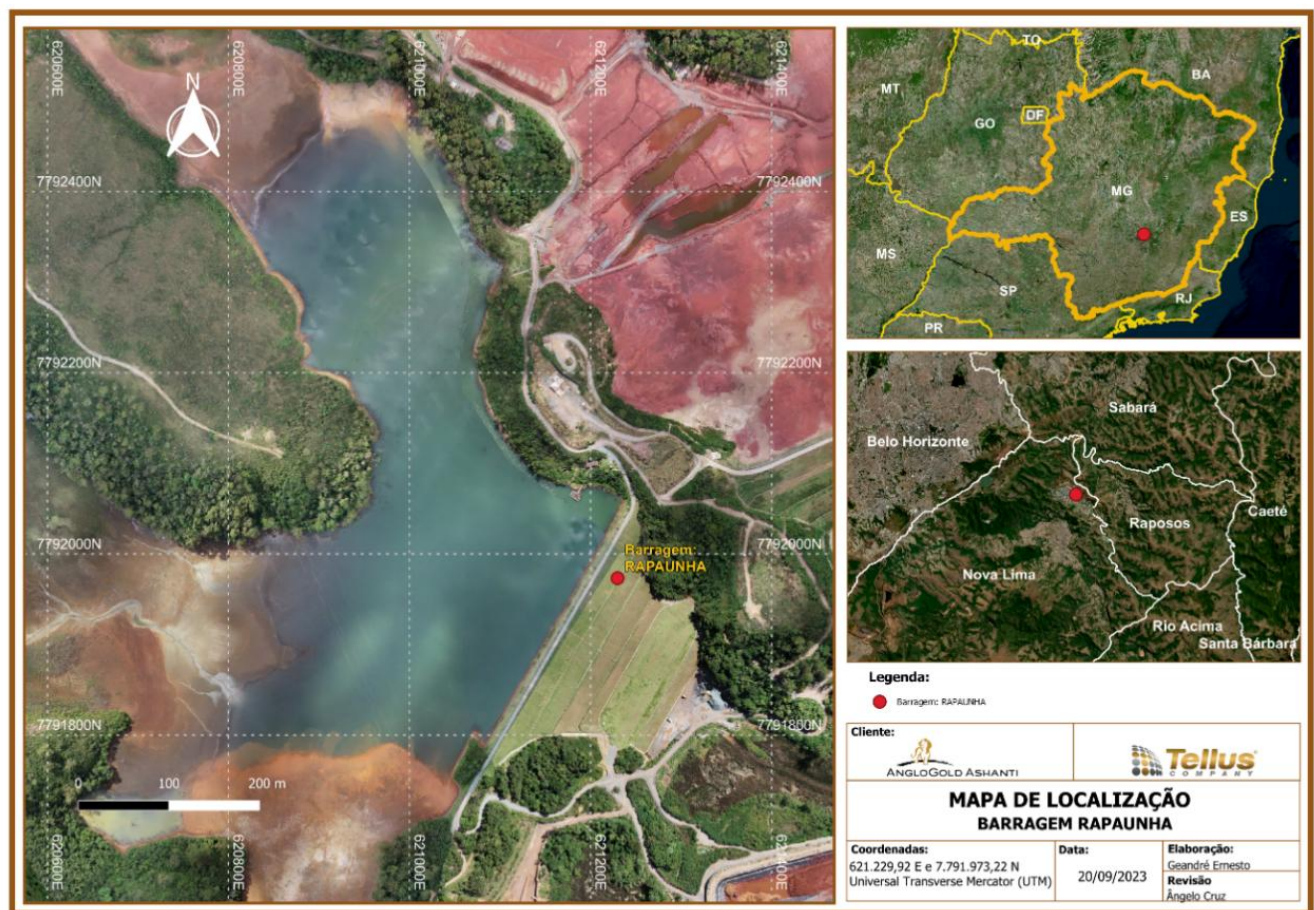 N
620600E
620800E
621000E
621200E
621400E
7792400N
7792400N
7792200N
7792200N
7792000N
7792000N
Barragem:
RAPAUNHA
7791800N
7791800N
0 100 200 m
620600E
620800E
621000E
621200E
621400E
TO
BA
MT
DF
GO
MG
ES
MS
SP
RJ
PR
Sabará
Belo Horizonte
Caeté
Raposos
Nova Lima
Rio Acima
Santa Bárbara
Legenda:
Barragem: RAPAUNHA
Cliente:
ANGLOGOLD ASHANTI
Tellus
COMPANY
MAPA DE LOCALIZAÇÃO
BARRAGEM RAPAUNHA
Coordenadas:
621.229,92 E e 7.791.973,22 N
Universal Transverse Mercator (UTM)
Data:
20/09/2023
Elaboração:
Geandré Ernesto
Revisão
Ângelo Cruz